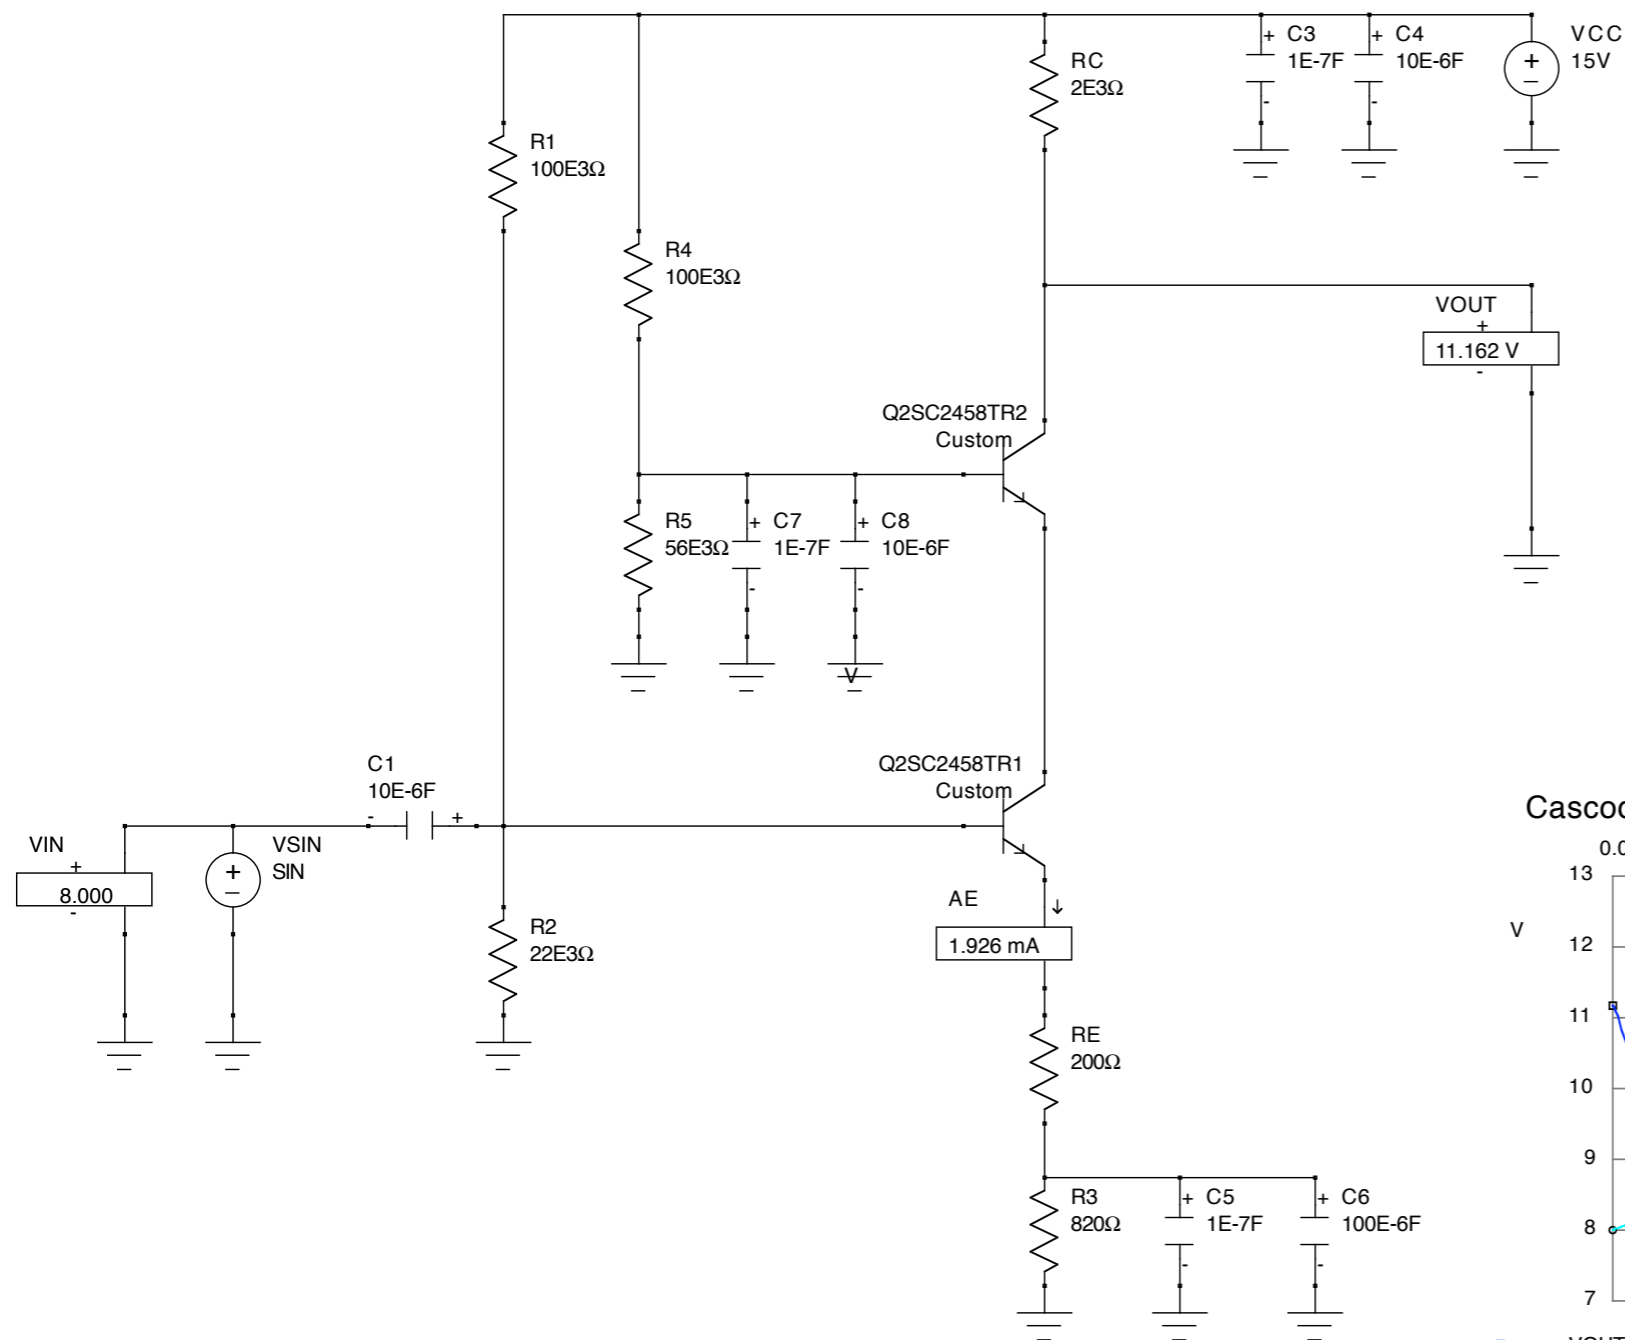 VCC
15V
+
−
+
C3
1E-7F
-
+
C4
10E-6F
-
RC
2E3Ω
R1
100E3Ω
R4
100E3Ω
VOUT
+
11.162 V
-
Q2SC2458TR2
Custom
R5
56E3Ω
+
C7
1E-7F
-
+
C8
10E-6F
-
V
C1
10E-6F
-
+
Q2SC2458TR1
Custom
VIN
+
8.000
-
VSIN
SIN
+
−
R2
22E3Ω
AE
1.926 mA
RE
200Ω
R3
820Ω
+
C5
1E-7F
-
+
C6
100E-6F
-
Cascod
0.0
V
13
12
11
10
9
8
7